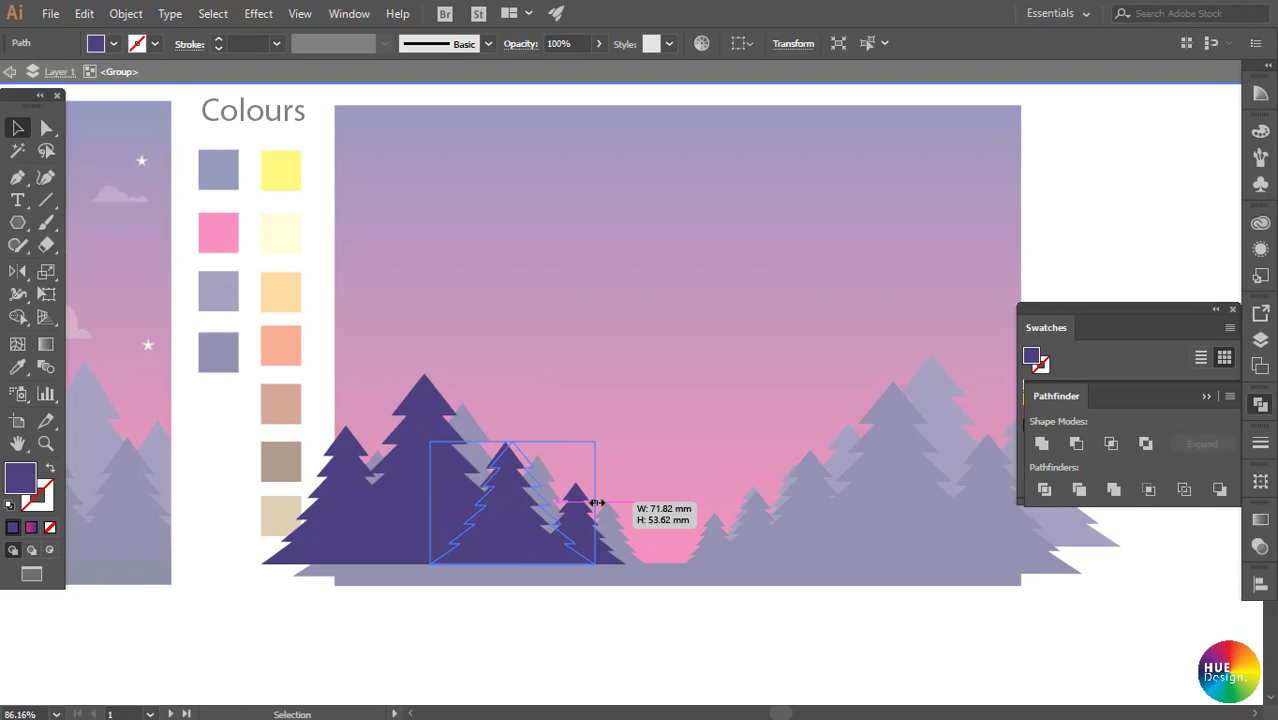 Ai File Edit Object Type Select Effect View Window Help Br St Essentials Search Adobe Stock
Path Stroke: Basic Opacity: 100% Style: Transform
Layer 1 <Group>
Colours
W: 71.82 mm
H: 53.62 mm
Swatches
Pathfinder
Shape Modes:
Expand
Pathfinders:
HUE
Design.
86.16% 1 Selection